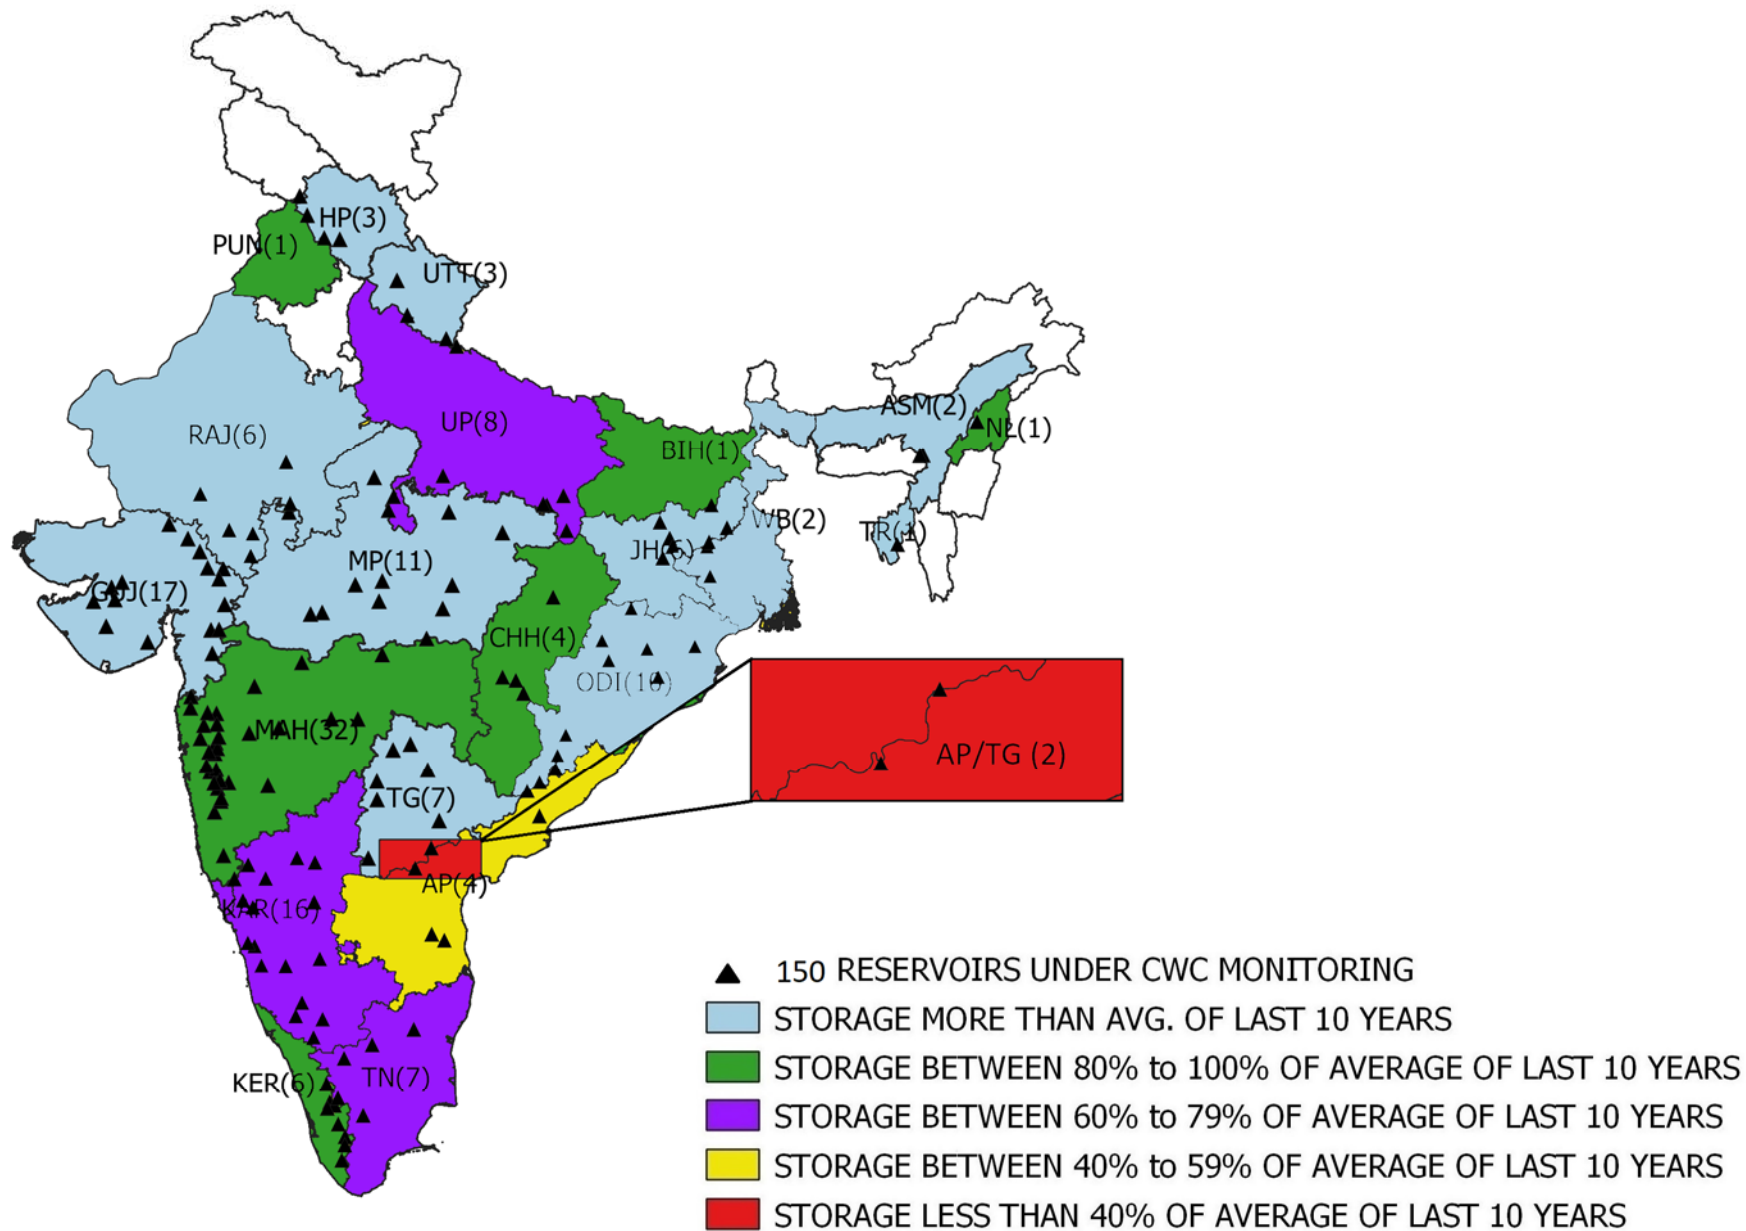 HP(3)
PUN(1)
UTT(3)
RAJ(6)
UP(8)
BIH(1)
ASM(2)
NL(1)
WB(2)
TR(1)
MP(11)
GUJ(17)
CHH(4)
ODI(10)
MAH(32)
TG(7)
AP/TG (2)
AP(4)
KAR(16)
KER(6)
TN(7)
150 RESERVOIRS UNDER CWC MONITORING
STORAGE MORE THAN AVG. OF LAST 10 YEARS
STORAGE BETWEEN 80% to 100% OF AVERAGE OF LAST 10 YEARS
STORAGE BETWEEN 60% to 79% OF AVERAGE OF LAST 10 YEARS
STORAGE BETWEEN 40% to 59% OF AVERAGE OF LAST 10 YEARS
STORAGE LESS THAN 40% OF AVERAGE OF LAST 10 YEARS